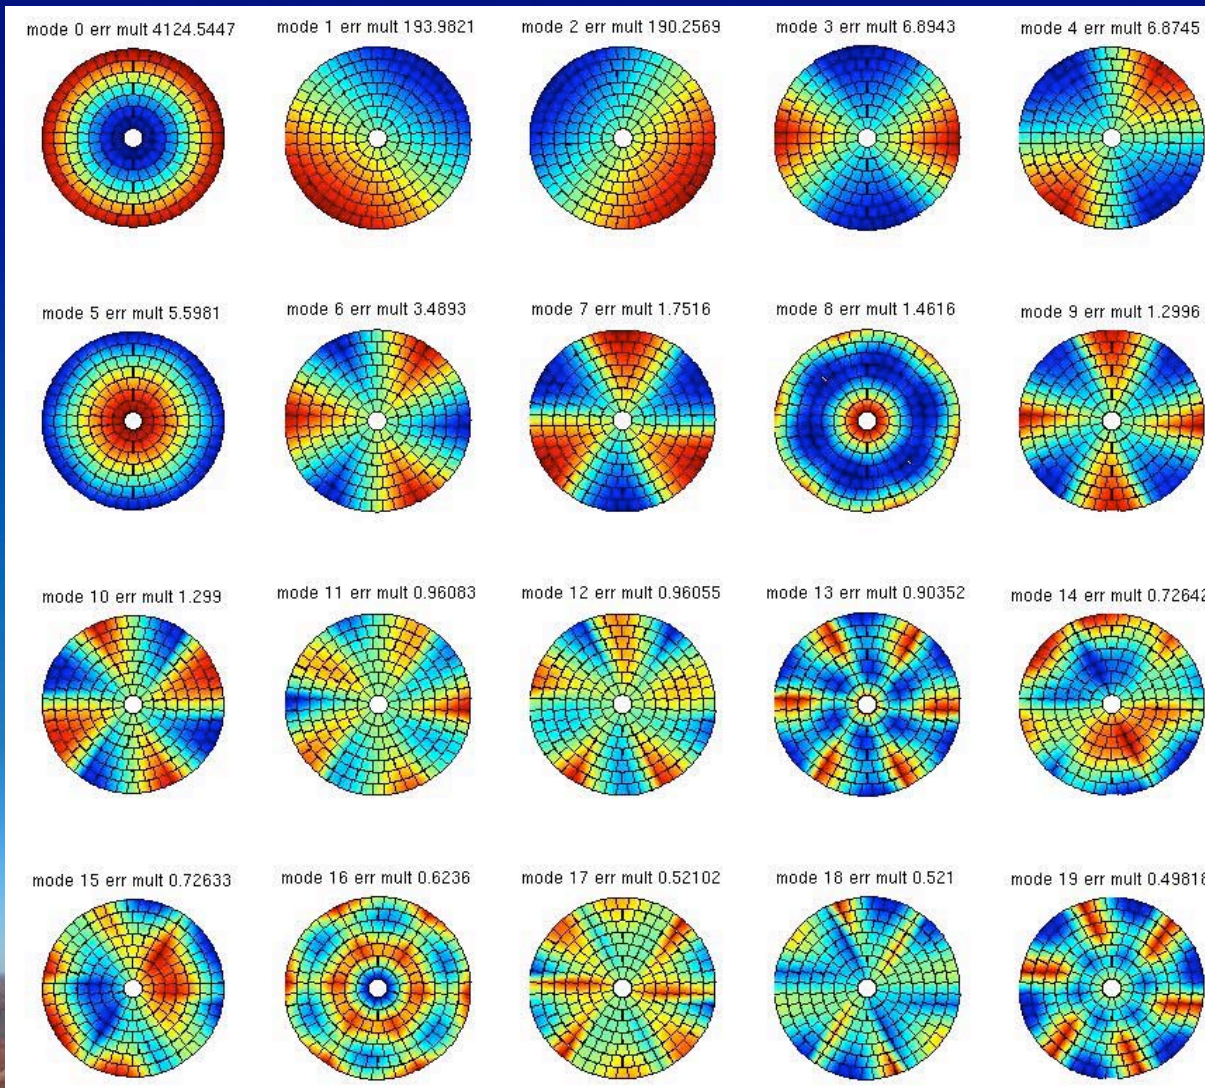 mode 0 err mult 4124.5447
mode 1 err mult 193.9821
mode 2 err mult 190.2569
mode 3 err mult 6.8943
mode 4 err mult 6.8745
mode 5 err mult 5.5981
mode 6 err mult 3.4893
mode 7 err mult 1.7516
mode 8 err mult 1.4616
mode 9 err mult 1.2996
mode 10 err mult 1.299
mode 11 err mult 0.96083
mode 12 err mult 0.96055
mode 13 err mult 0.90352
mode 14 err mult 0.72642
mode 15 err mult 0.72633
mode 16 err mult 0.6236
mode 17 err mult 0.52102
mode 18 err mult 0.521
mode 19 err mult 0.49818